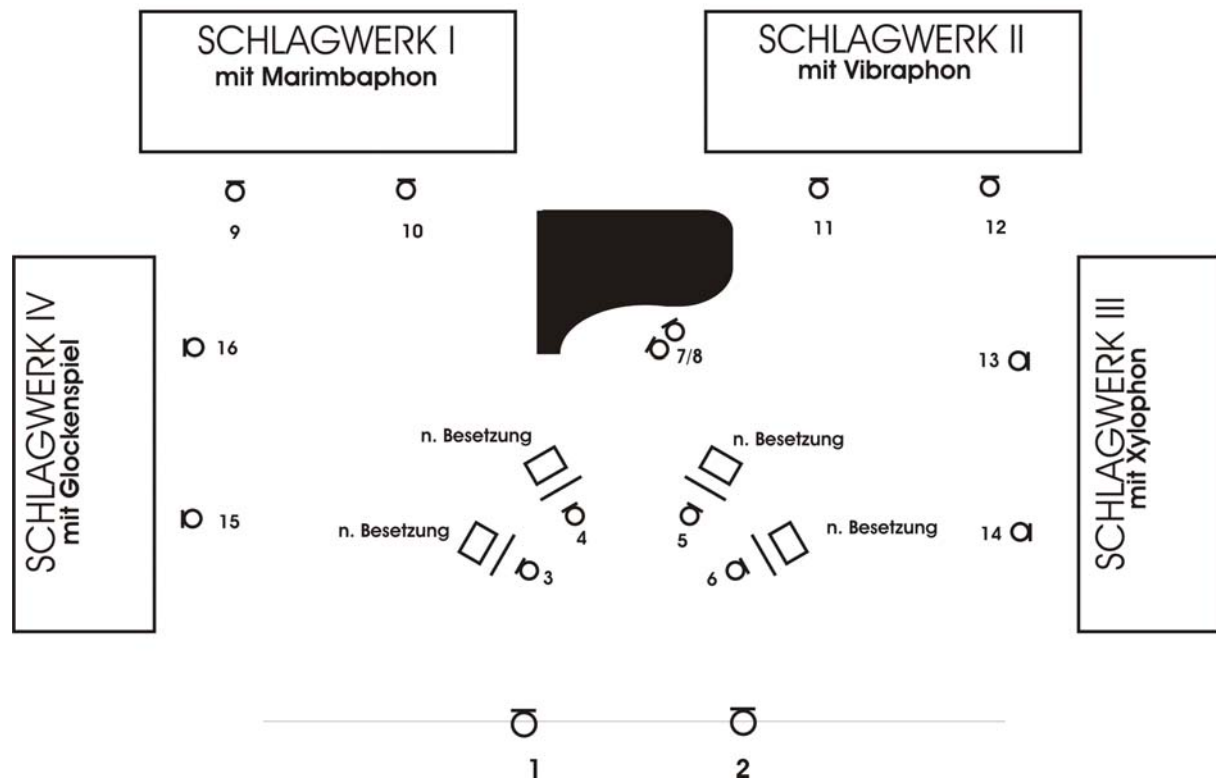 SCHLAGWERK I
mit Marimbaphon
SCHLAGWERK II
mit Vibraphon
9
10
11
12
SCHLAGWERK IV
mit Glockenspiel
16
15
7/8
13
14
SCHLAGWERK III
mit Xylophon
n. Besetzung
n. Besetzung
n. Besetzung
n. Besetzung
4
5
3
6
1
2